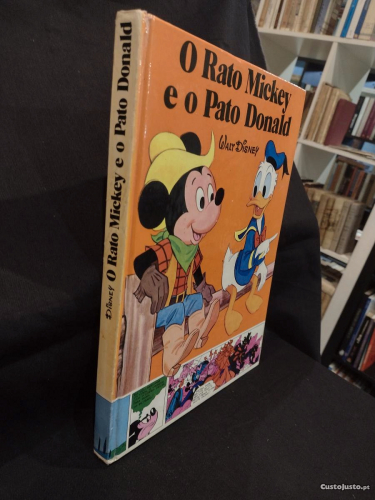 O Rato Mickey
e o Pato Donald
WALT DISNEY
DISNEY O Rato Mickey e o Pato Donald
CustoJusto.pt